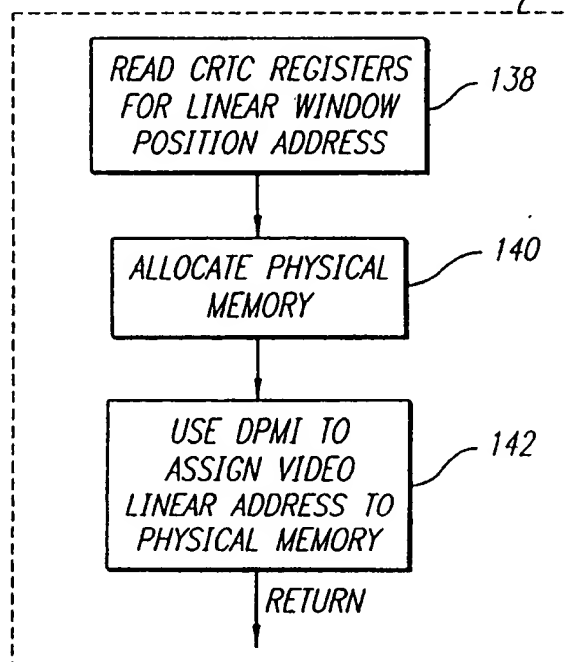 READ CRTC REGISTERS
FOR LINEAR WINDOW
POSITION ADDRESS
138
ALLOCATE PHYSICAL
MEMORY
140
USE DPMI TO
ASSIGN VIDEO
LINEAR ADDRESS TO
PHYSICAL MEMORY
142
RETURN